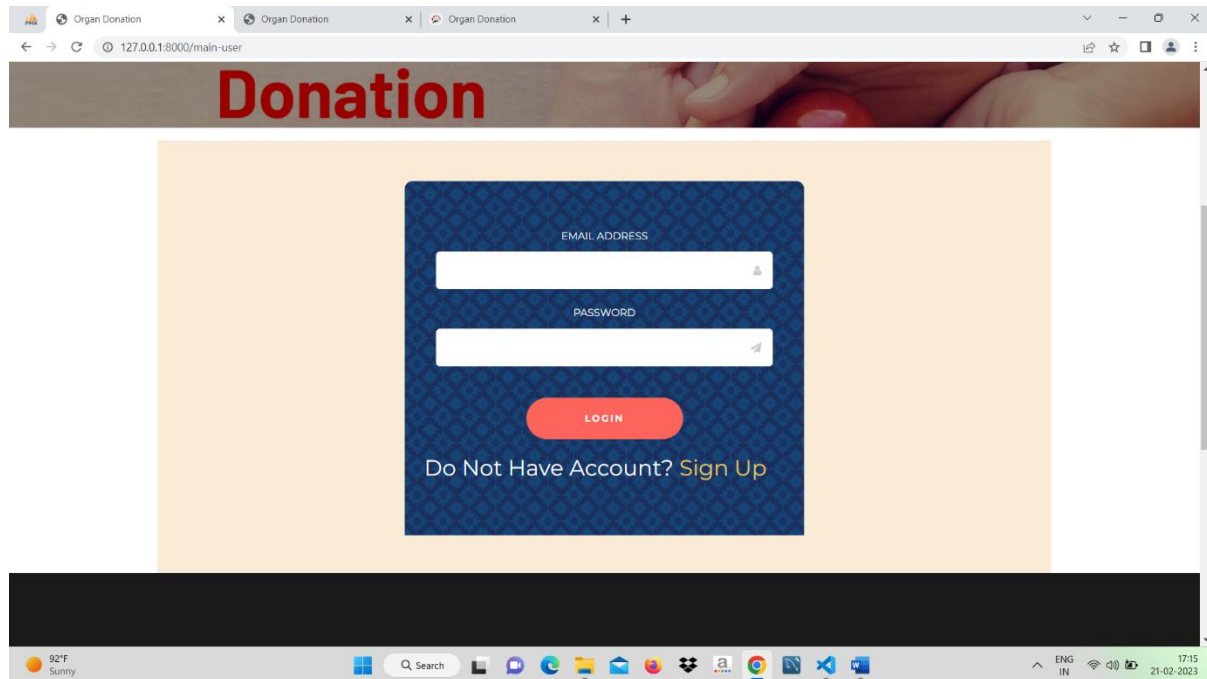 Organ Donation
Organ Donation
Organ Donation
127.0.0.1:8000/main-user
Donation
EMAIL ADDRESS
PASSWORD
LOGIN
Do Not Have Account? Sign Up
92°F
Sunny
Search
ENG
IN
17:15
21-02-2023